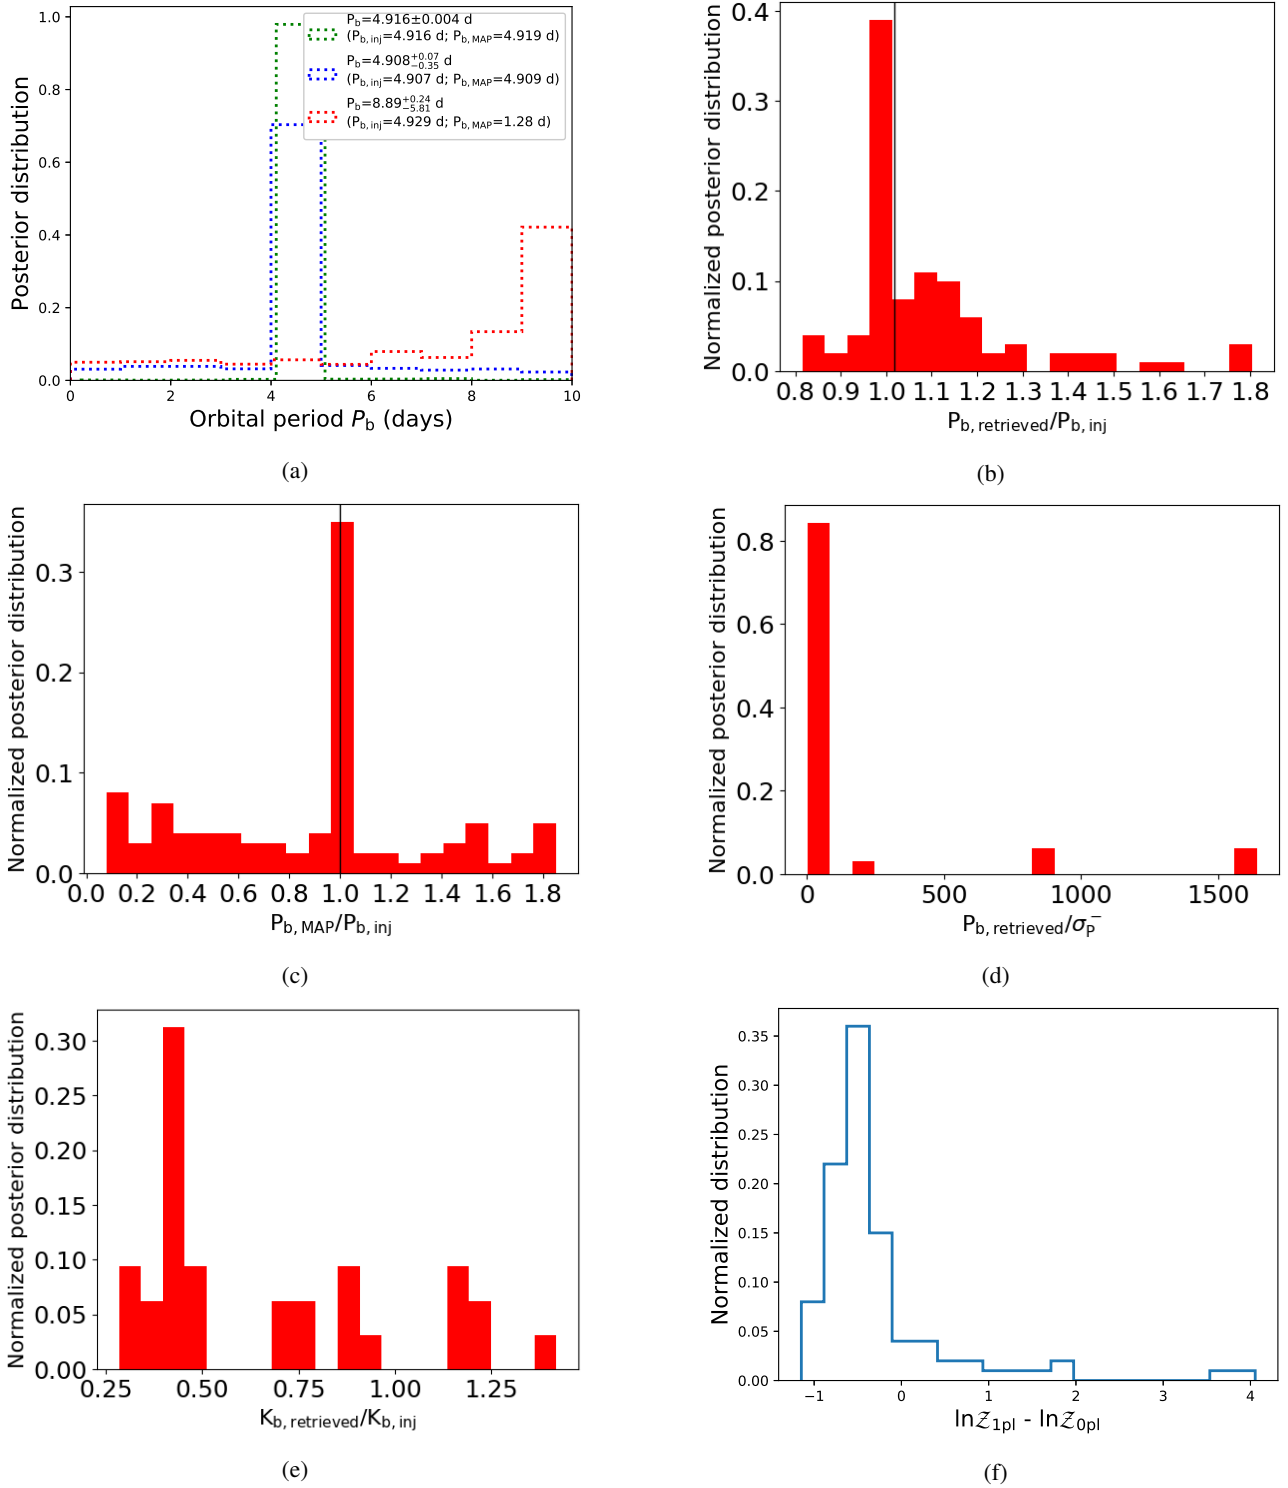 1.0
0.8
0.6
0.4
0.2
0.0
Posterior distribution
P_b=4.916±0.004 d
(P_b,inj=4.916 d; P_b,MAP=4.919 d)
P_b=4.908^{+0.07}_{−0.35} d
(P_b,inj=4.907 d; P_b,MAP=4.909 d)
P_b=8.89^{+0.24}_{−5.81} d
(P_b,inj=4.929 d; P_b,MAP=1.28 d)
0 2 4 6 8 10
Orbital period P_b (days)
(a)
0.4
0.3
0.2
0.1
0.0
Normalized posterior distribution
0.8 0.9 1.0 1.1 1.2 1.3 1.4 1.5 1.6 1.7 1.8
P_b,retrieved/P_b,inj
(b)
0.3
0.2
0.1
0.0
Normalized posterior distribution
0.0 0.2 0.4 0.6 0.8 1.0 1.2 1.4 1.6 1.8
P_b,MAP/P_b,inj
(c)
0.8
0.6
0.4
0.2
0.0
Normalized posterior distribution
0 500 1000 1500
P_b,retrieved/σ_P^−
(d)
0.30
0.25
0.20
0.15
0.10
0.05
0.00
Normalized posterior distribution
0.25 0.50 0.75 1.00 1.25
K_b,retrieved/K_b,inj
(e)
0.35
0.30
0.25
0.20
0.15
0.10
0.05
0.00
Normalized distribution
−1 0 1 2 3 4
ln𝒵_1pl - ln𝒵_0pl
(f)